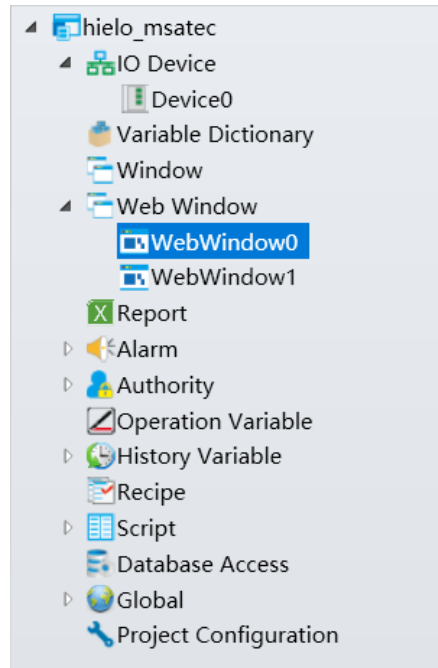 hielo_msatec
IO Device
Device0
Variable Dictionary
Window
Web Window
WebWindow0
WebWindow1
Report
Alarm
Authority
Operation Variable
History Variable
Recipe
Script
Database Access
Global
Project Configuration